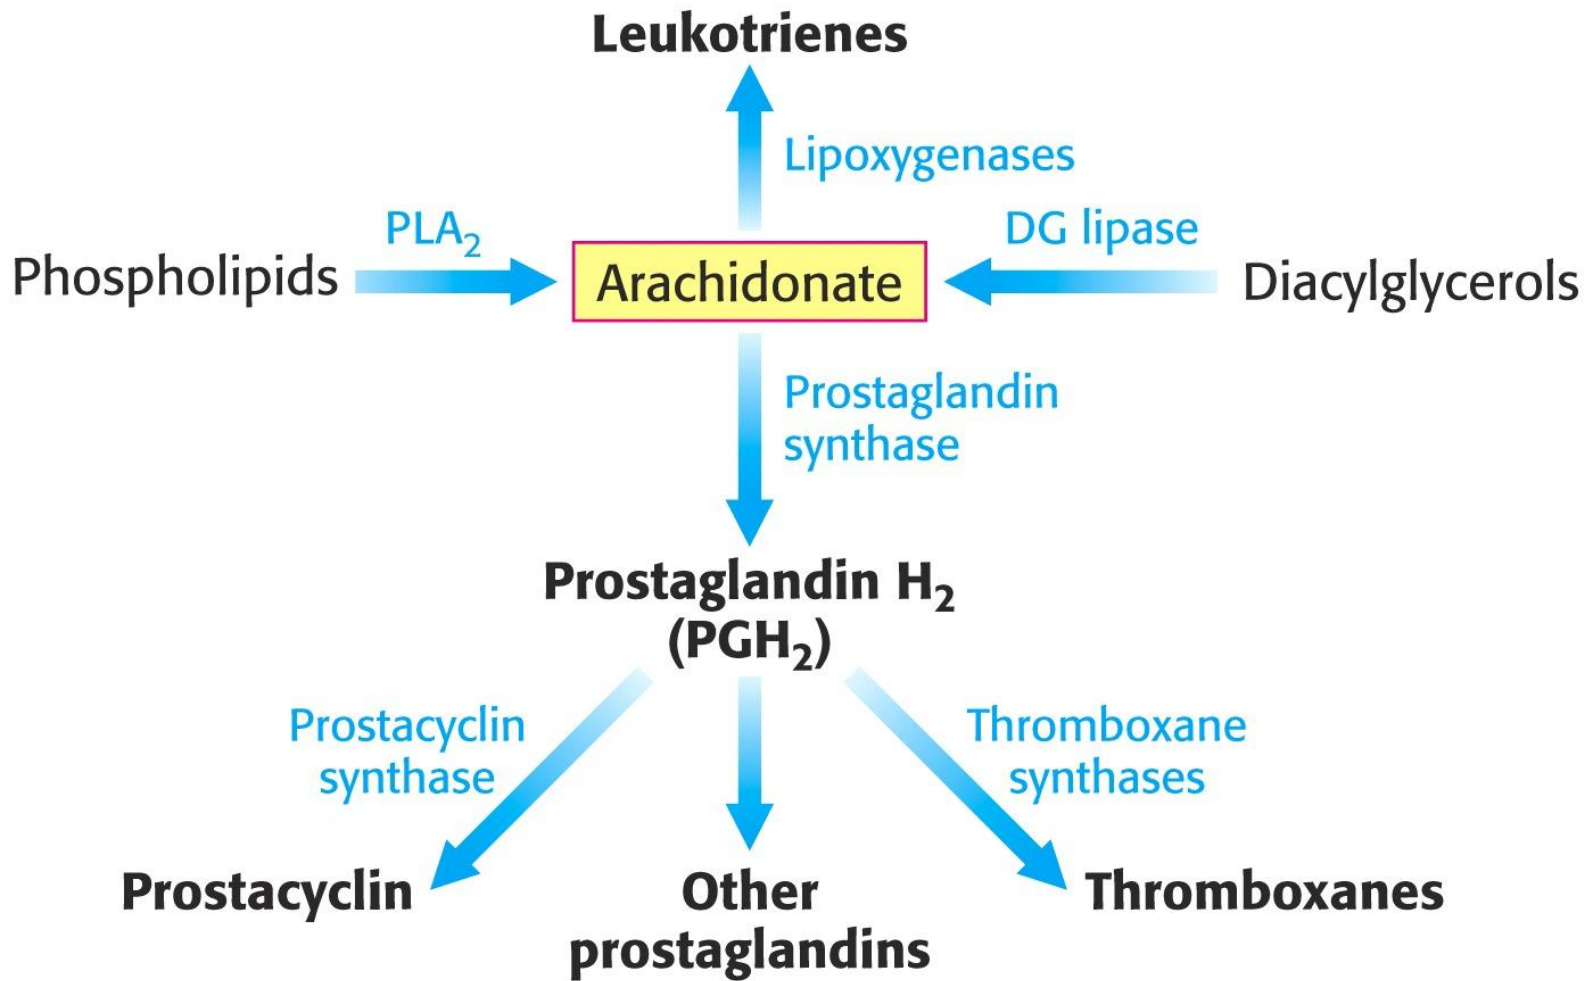 Leukotrienes
Lipoxygenases
PLA₂
DG lipase
Phospholipids
Arachidonate
Diacylglycerols
Prostaglandin
synthase
Prostaglandin H₂
(PGH₂)
Prostacyclin
synthase
Thromboxane
synthases
Prostacyclin
Other
prostaglandins
Thromboxanes